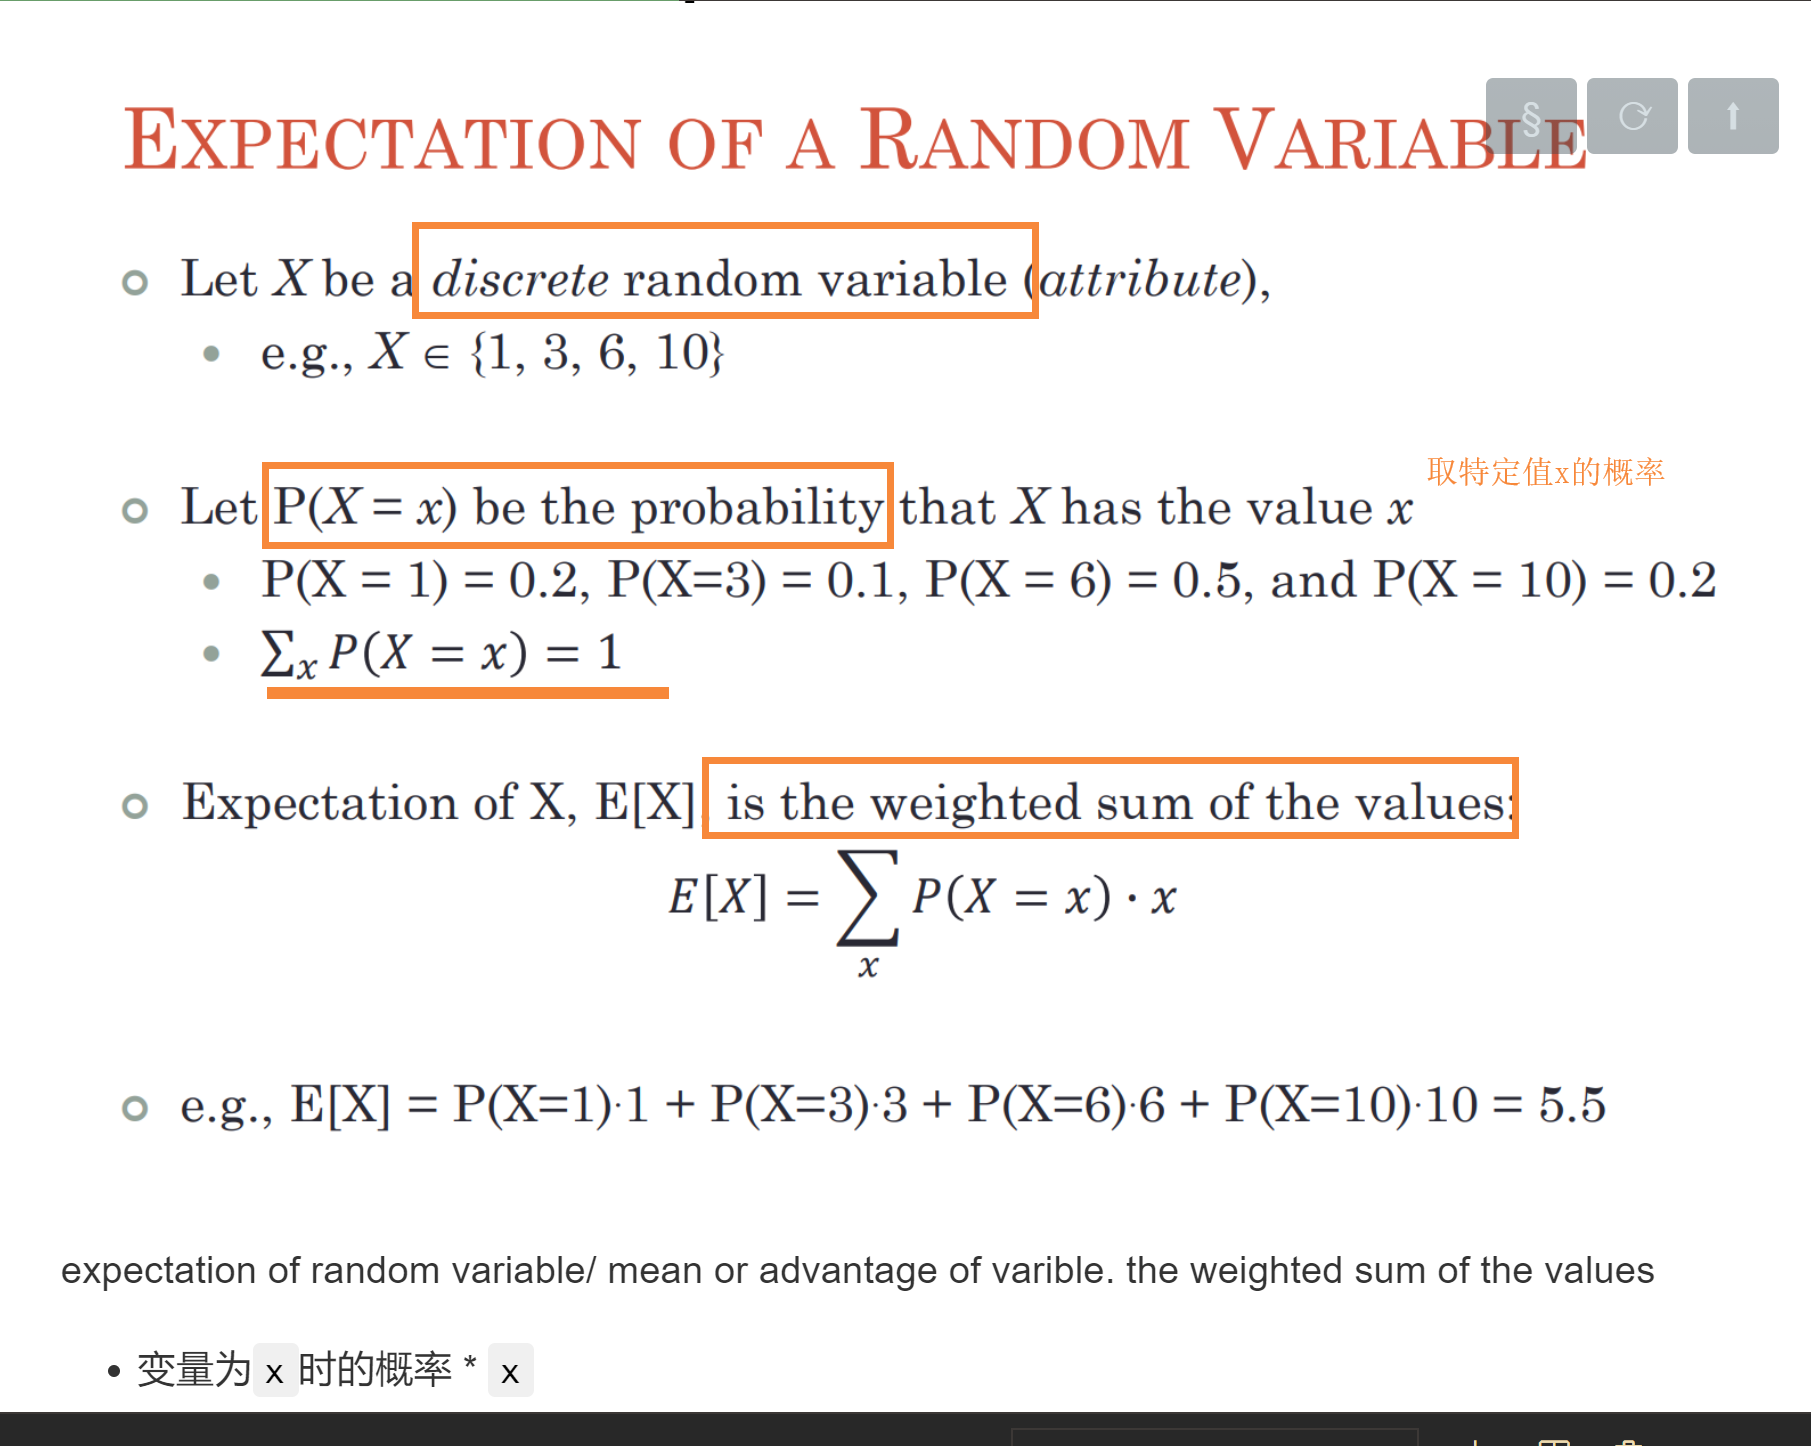 EXPECTATION OF A RANDOM VARIABLE
§ ⟳ ⬆
Let X be a discrete random variable (attribute),
e.g., X ∈ {1, 3, 6, 10}
取特定值x的概率
Let P(X = x) be the probability that X has the value x
P(X = 1) = 0.2, P(X=3) = 0.1, P(X = 6) = 0.5, and P(X = 10) = 0.2
∑x P(X = x) = 1
Expectation of X, E[X], is the weighted sum of the values:
E[X] = ∑x P(X = x) · x
e.g., E[X] = P(X=1)·1 + P(X=3)·3 + P(X=6)·6 + P(X=10)·10 = 5.5
expectation of random variable/ mean or advantage of varible. the weighted sum of the values
变量为 x 时的概率 * x